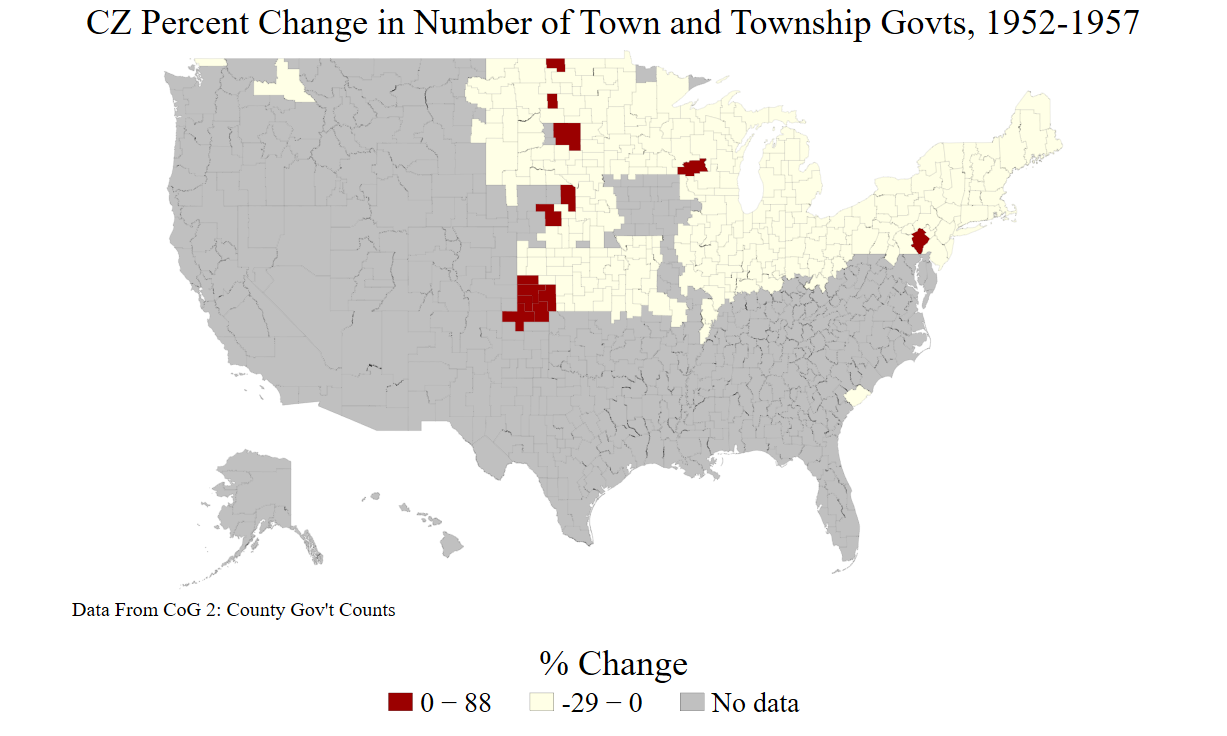 CZ Percent Change in Number of Town and Township Govts, 1952-1957
Data From CoG 2: County Gov't Counts
% Change
0 − 88 -29 − 0 No data